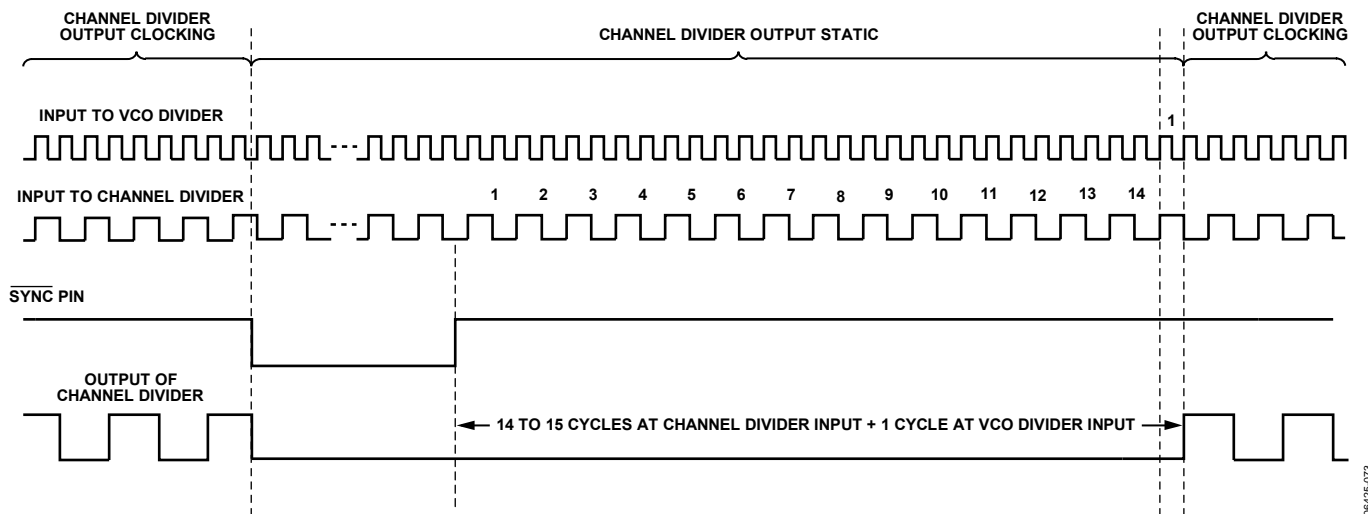 CHANNEL DIVIDER
OUTPUT CLOCKING
CHANNEL DIVIDER OUTPUT STATIC
CHANNEL DIVIDER
OUTPUT CLOCKING
INPUT TO VCO DIVIDER
1
INPUT TO CHANNEL DIVIDER
1 2 3 4 5 6 7 8 9 10 11 12 13 14
SYNC PIN
OUTPUT OF
CHANNEL DIVIDER
14 TO 15 CYCLES AT CHANNEL DIVIDER INPUT + 1 CYCLE AT VCO DIVIDER INPUT
06425-073